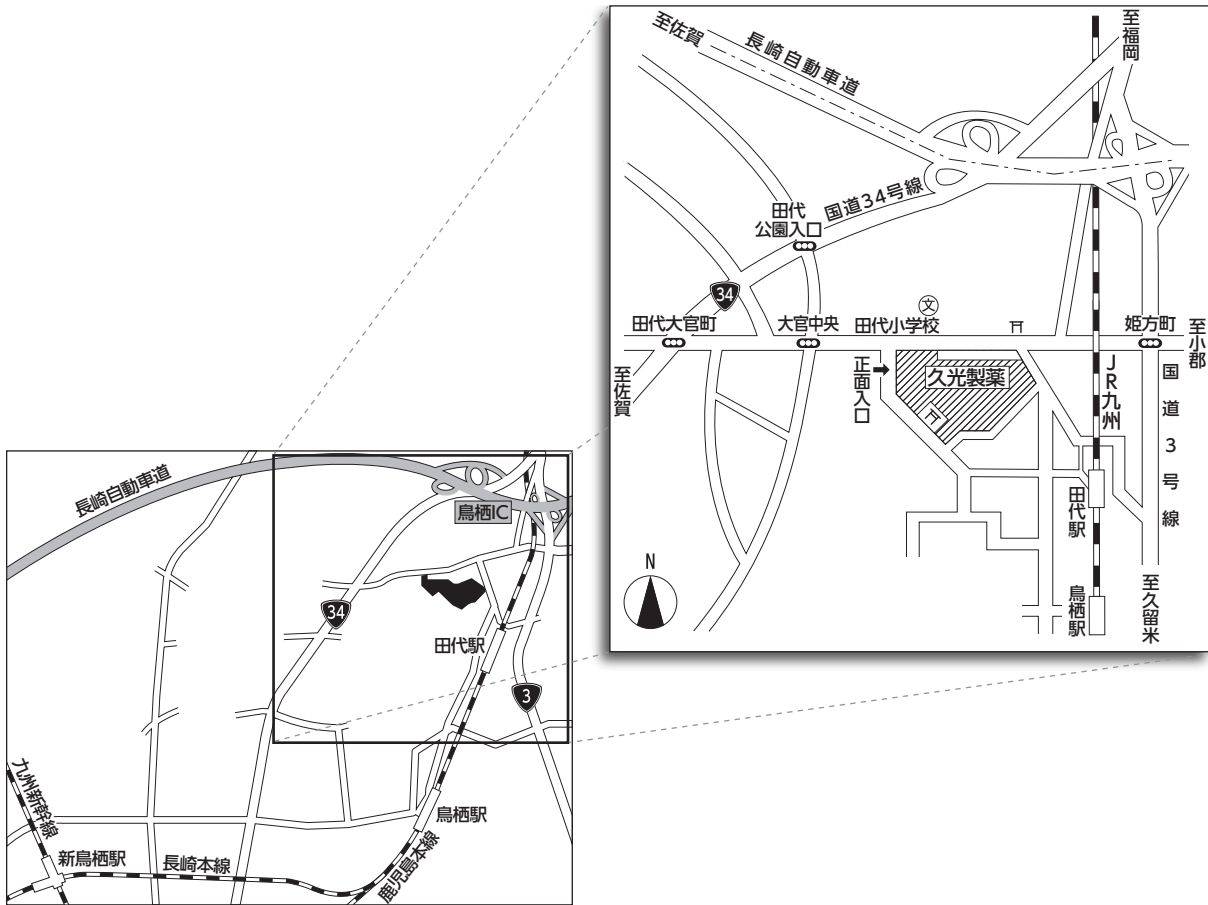 至佐賀
長崎自動車道
至福岡
国道34号線
田代
公園入口
34
文
田代大官町
大官中央
田代小学校
姫方町
至小郡
至佐賀
正面入口
久光製薬
JR九州
国道3号線
田代駅
鳥栖駅
至久留米
N
長崎自動車道
鳥栖IC
34
田代駅
3
九州新幹線
新鳥栖駅
長崎本線
鹿児島本線
鳥栖駅